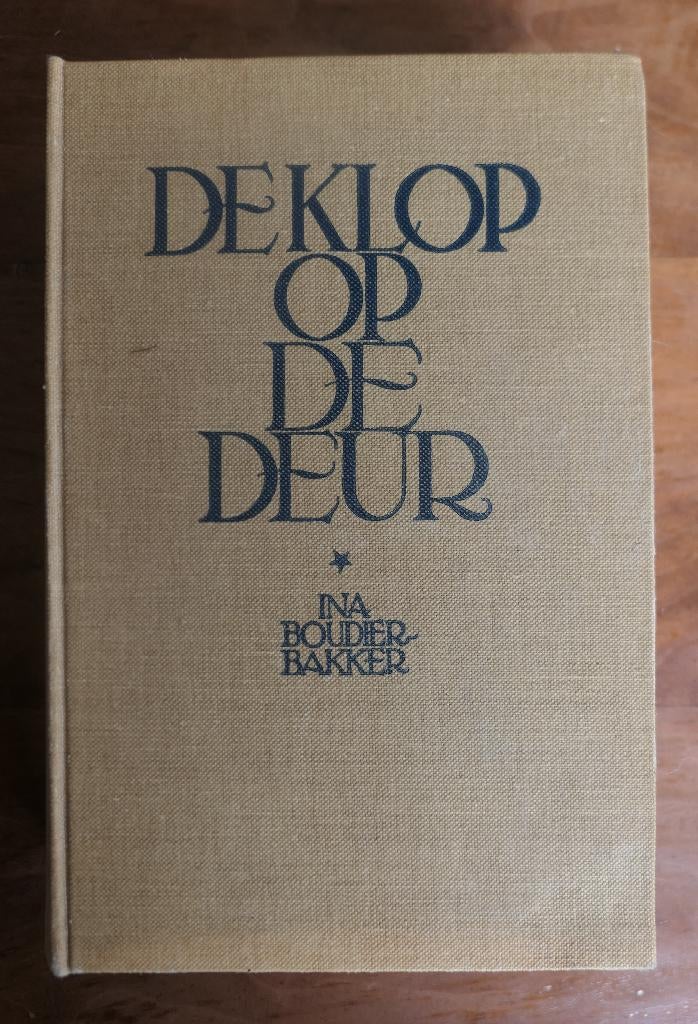 DE KLOP
OP
DE
DEUR
INA
BOUDIER-
BAKKER